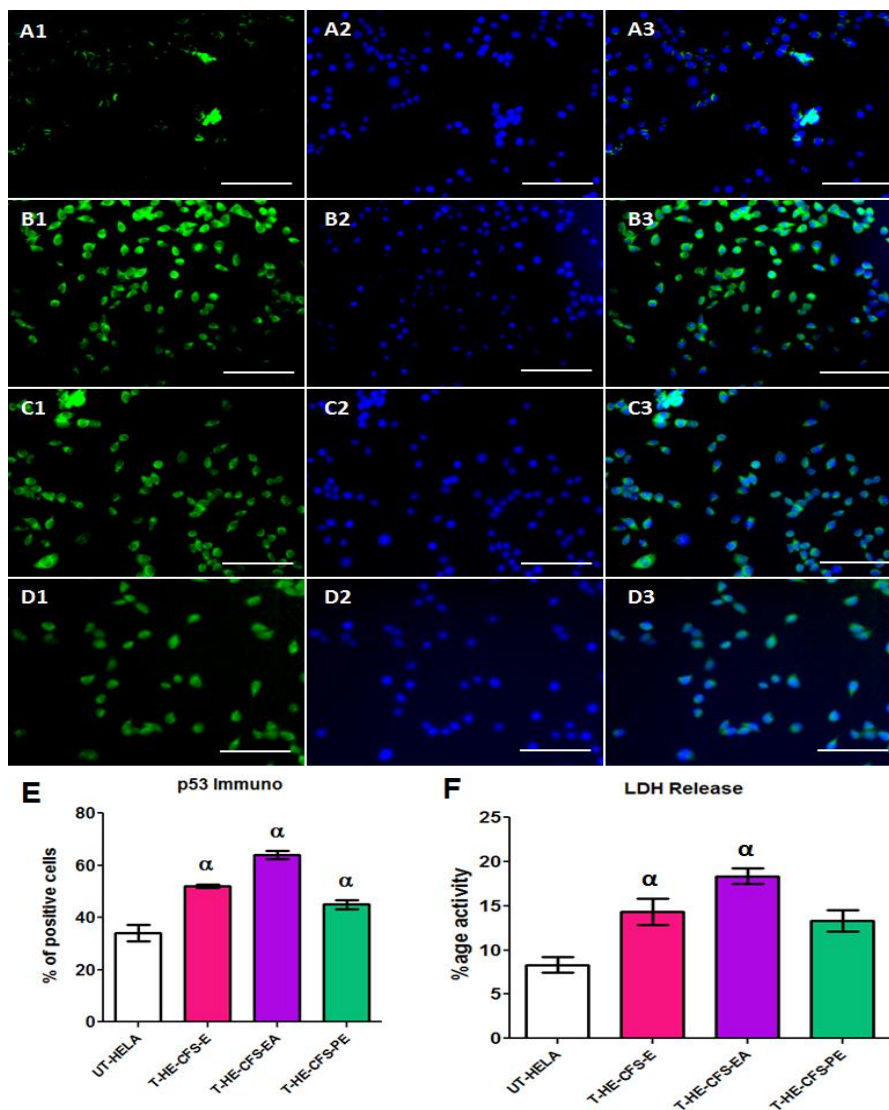 A1 A2 A3
B1 B2 B3
C1 C2 C3
D1 D2 D3
E p53 Immuno
% of positive cells
80
60
40
20
0
α
α
α
UT-HELA
T-HE-CFS-E
T-HE-CFS-EA
T-HE-CFS-PE
F LDH Release
%age activity
25
20
15
10
5
0
α
α
UT-HELA
T-HE-CFS-E
T-HE-CFS-EA
T-HE-CFS-PE